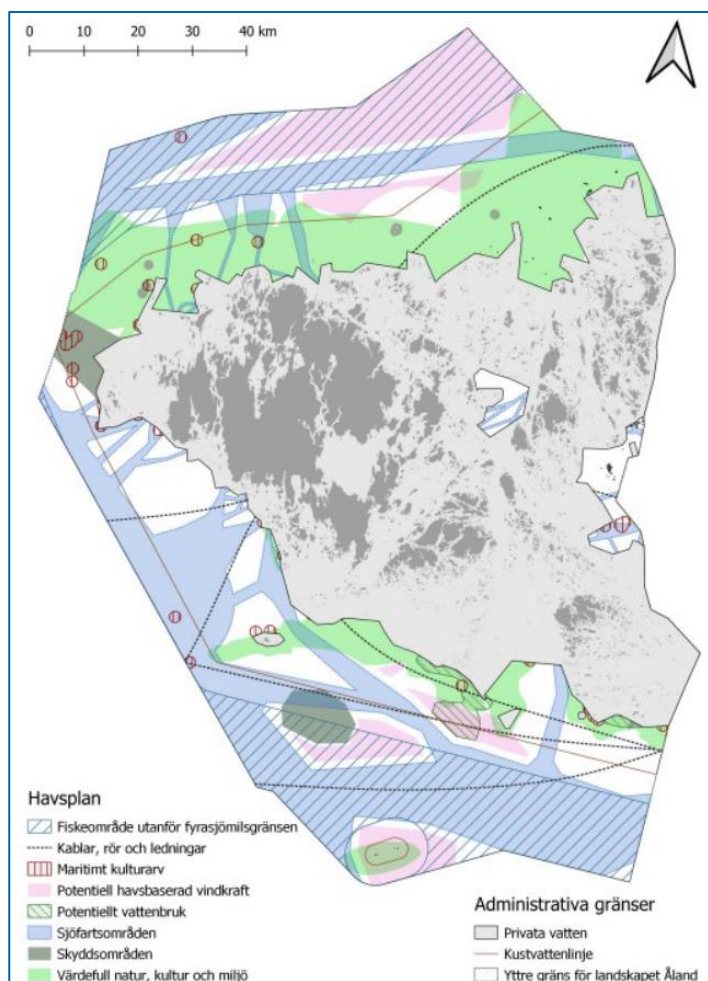 0 10 20 30 40 km
Havsplan
Fiskeområde utanför fyrasjömilsgränsen
Kablar, rör och ledningar
Maritimt kulturarv
Potentiell havsbaserad vindkraft
Potentiellt vattenbruk
Sjöfartsområden
Skyddsområden
Värdefull natur, kultur och miljö
Administrativa gränser
Privata vatten
Kustvattenlinje
Yttre gräns för landskapet Åland